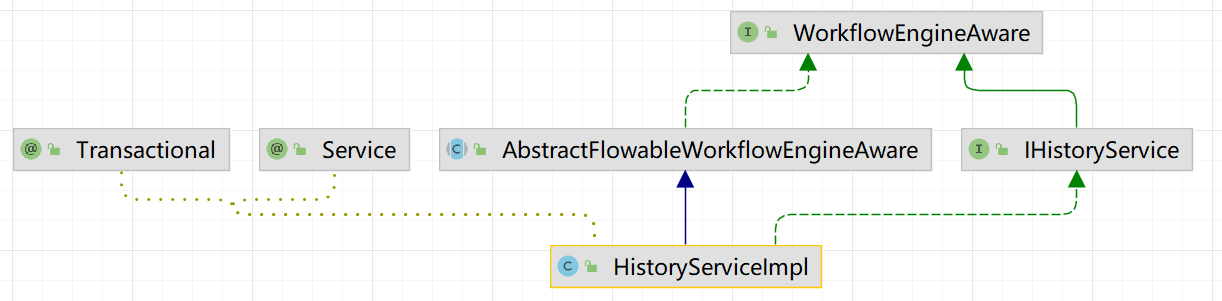 I WorkflowEngineAware
@ Transactional
@ Service
C AbstractFlowableWorkflowEngineAware
I IHistoryService
C HistoryServiceImpl